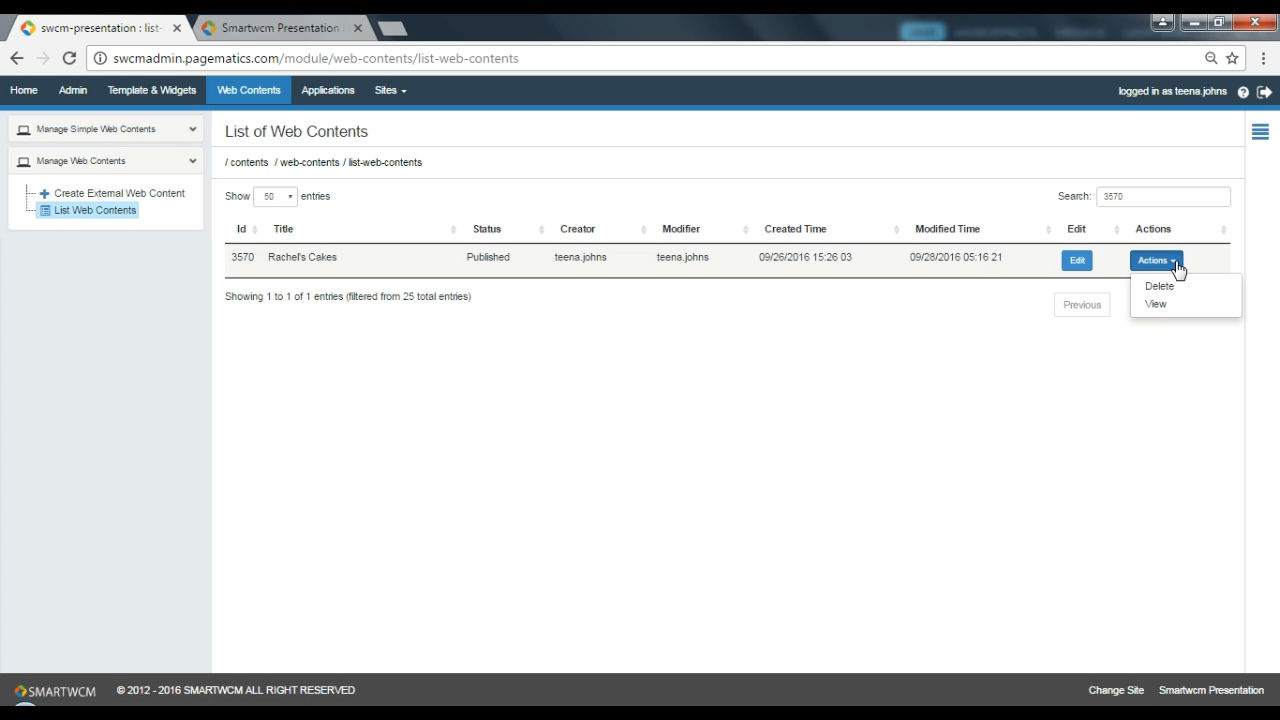 swcm-presentation : list-
Smartwcm Presentation :
swcmadmin.pagematics.com/module/web-contents/list-web-contents
Home Admin Template & Widgets Web Contents Applications Sites
logged in as teena.johns
Manage Simple Web Contents
Manage Web Contents
Create External Web Content
List Web Contents
List of Web Contents
/ contents / web-contents / list-web-contents
Show 50 entries
Search: 3570
Id Title Status Creator Modifier Created Time Modified Time Edit Actions
3570 Rachel's Cakes Published teena.johns teena.johns 09/26/2016 15:26 03 09/28/2016 05:16 21 Edit Actions
Delete
View
Showing 1 to 1 of 1 entries (filtered from 25 total entries)
Previous
SMARTWCM © 2012 - 2016 SMARTWCM ALL RIGHT RESERVED
Change Site Smartwcm Presentation